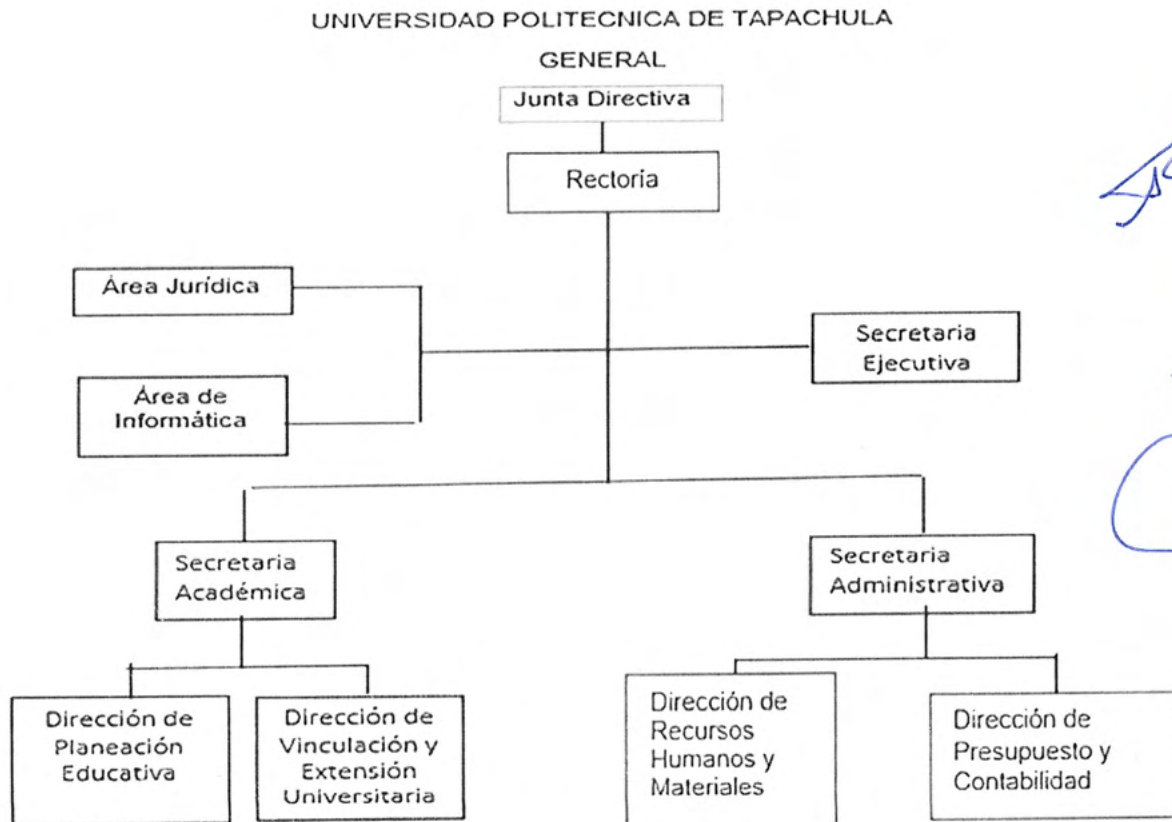 UNIVERSIDAD POLITECNICA DE TAPACHULA
GENERAL
Junta Directiva
Rectoría
Área Jurídica
Secretaria
Ejecutiva
Área de
Informática
Secretaria
Académica
Secretaria
Administrativa
Dirección de
Planeación
Educativa
Dirección de
Vinculación y
Extensión
Universitaria
Dirección de
Recursos
Humanos y
Materiales
Dirección de
Presupuesto y
Contabilidad